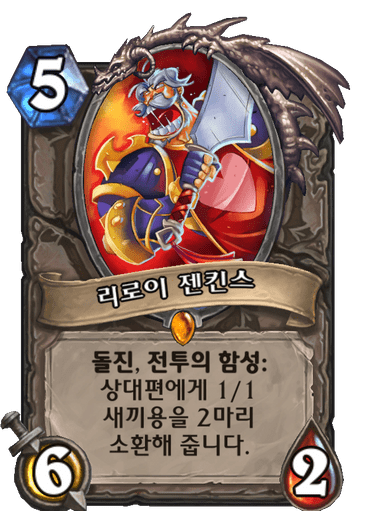 5
리로이 젠킨스
돌진, 전투의 함성:
상대편에게 1/1
새끼용을 2마리
소환해 줍니다.
6
2